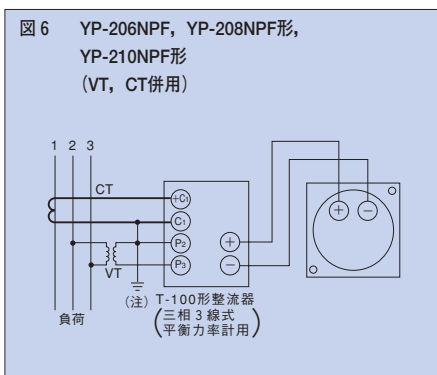 図6 YP-206NPF，YP-208NPF形，
YP-210NPF形
（VT，CT併用）
1 2 3
CT
+C1
C1
P2
P3
VT
+
−
+ −
（注）
負荷
T-100形整流器
（三相3線式
平衡力率計用）